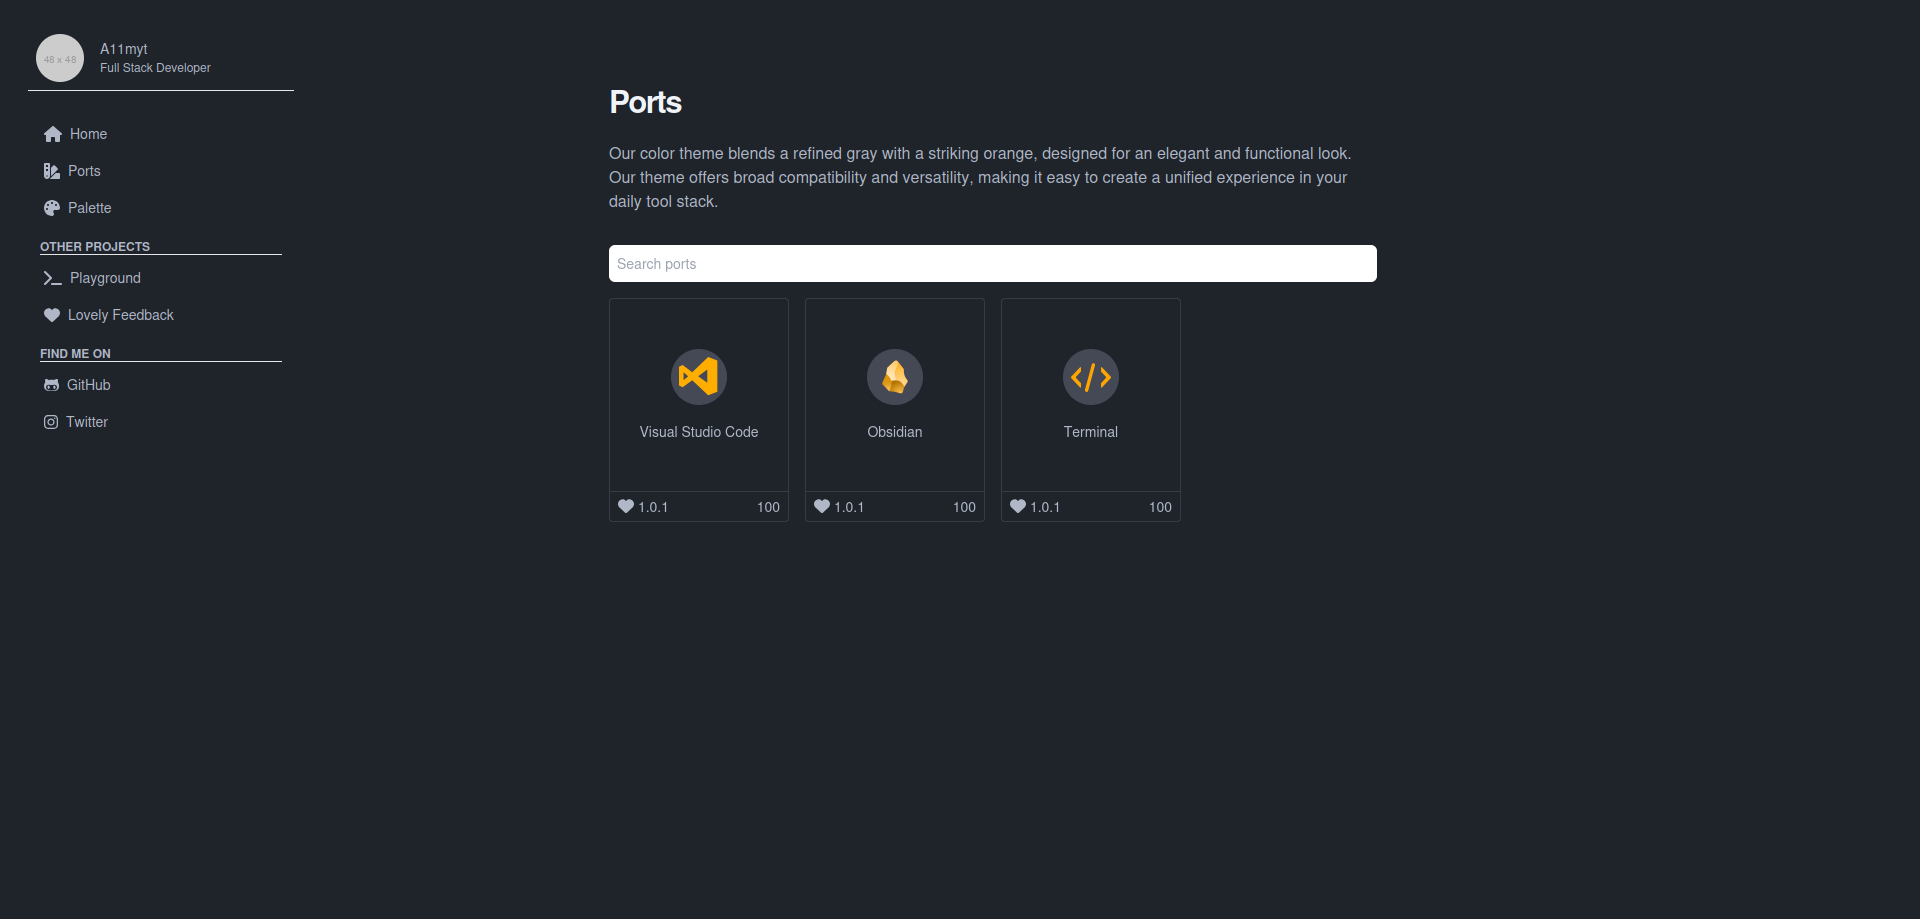 48 x 48
A11myt
Full Stack Developer
Home
Ports
Palette
OTHER PROJECTS
Playground
Lovely Feedback
FIND ME ON
GitHub
Twitter
Ports
Our color theme blends a refined gray with a striking orange, designed for an elegant and functional look.
Our theme offers broad compatibility and versatility, making it easy to create a unified experience in your
daily tool stack.
Search ports
Visual Studio Code
1.0.1 100
Obsidian
1.0.1 100
Terminal
1.0.1 100